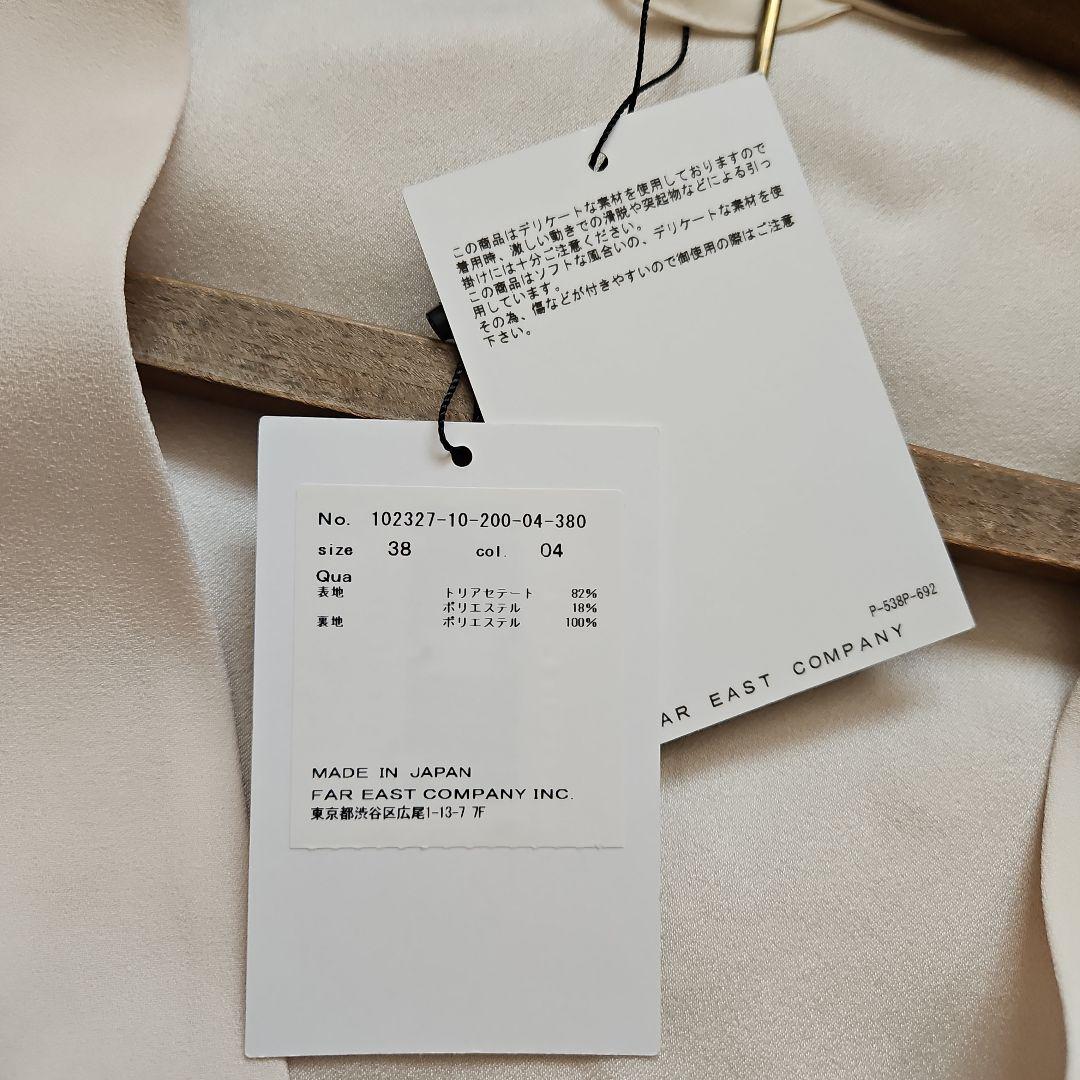 この商品はデリケートな素材を使用しておりますので
着用時、激しい動きでの滑脱や突起物などによる引っ
掛けには十分ご注意ください。
この商品はソフトな風合いの、デリケートな素材を使
用しています。
その為、傷などが付きやすいので御使用の際はご注意
下さい。
P-538P-692
AR EAST COMPANY
No. 102327-10-200-04-380
size 38 col. 04
Qua
表地 トリアセテート 82%
ポリエステル 18%
裏地 ポリエステル 100%
MADE IN JAPAN
FAR EAST COMPANY INC.
東京都渋谷区広尾1-13-7 7F